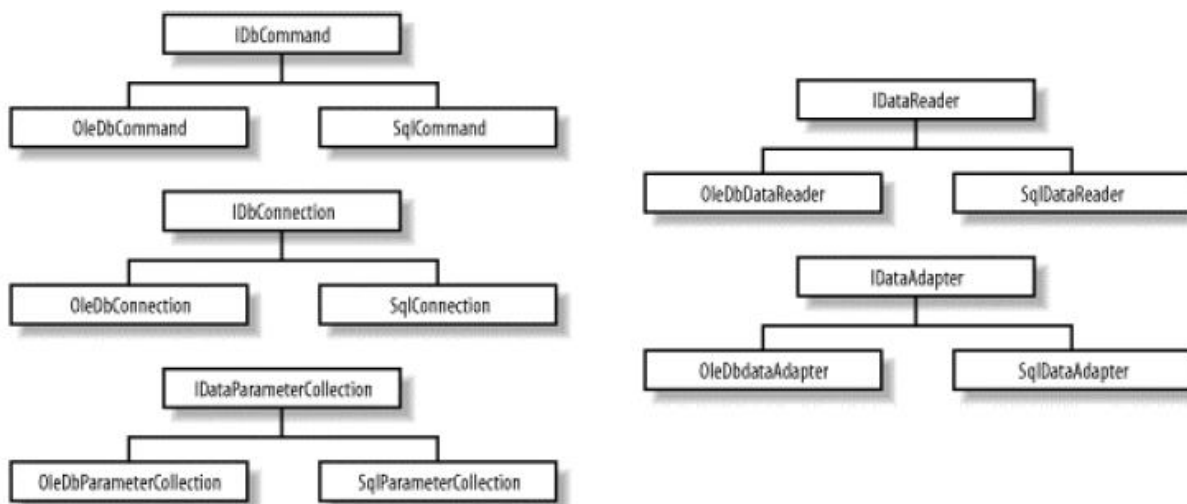 IDbCommand
OleDbCommand
SqlCommand
IDbConnection
OleDbConnection
SqlConnection
IDataParameterCollection
OleDbParameterCollection
SqlParameterCollection
IDataReader
OleDbDataReader
SqlDataReader
IDataAdapter
OleDbdataAdapter
SqlDataAdapter